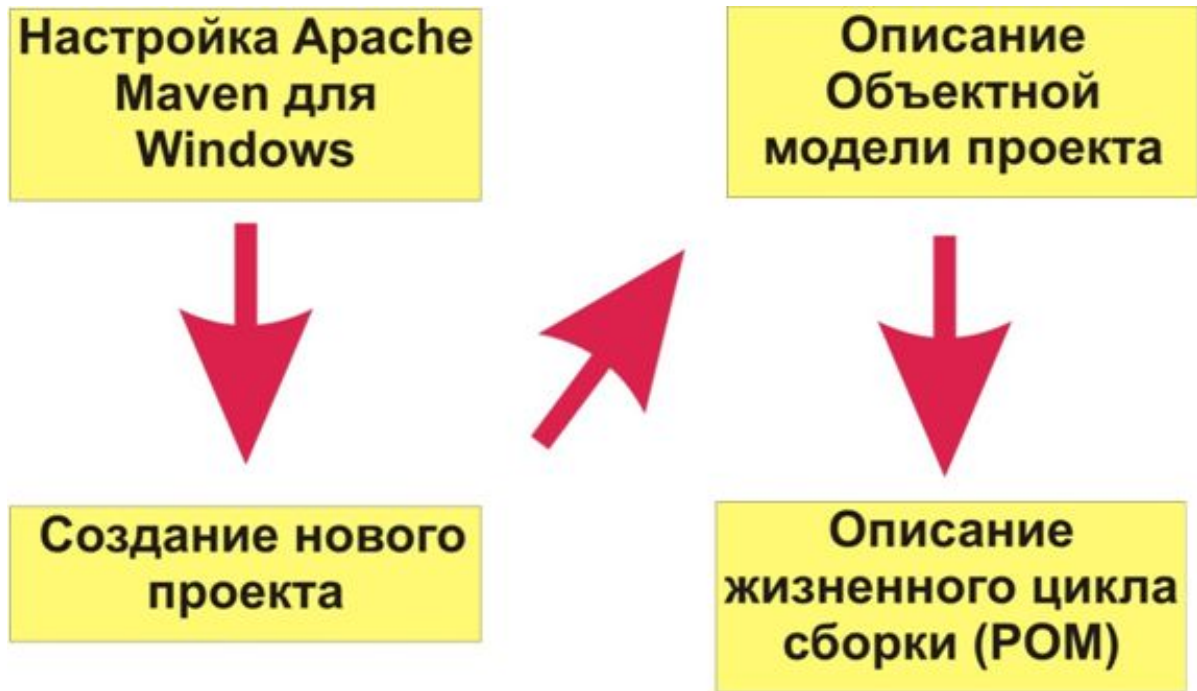 Настройка Apache
Maven для
Windows
Создание нового
проекта
Описание
Объектной
модели проекта
Описание
жизненного цикла
сборки (POM)